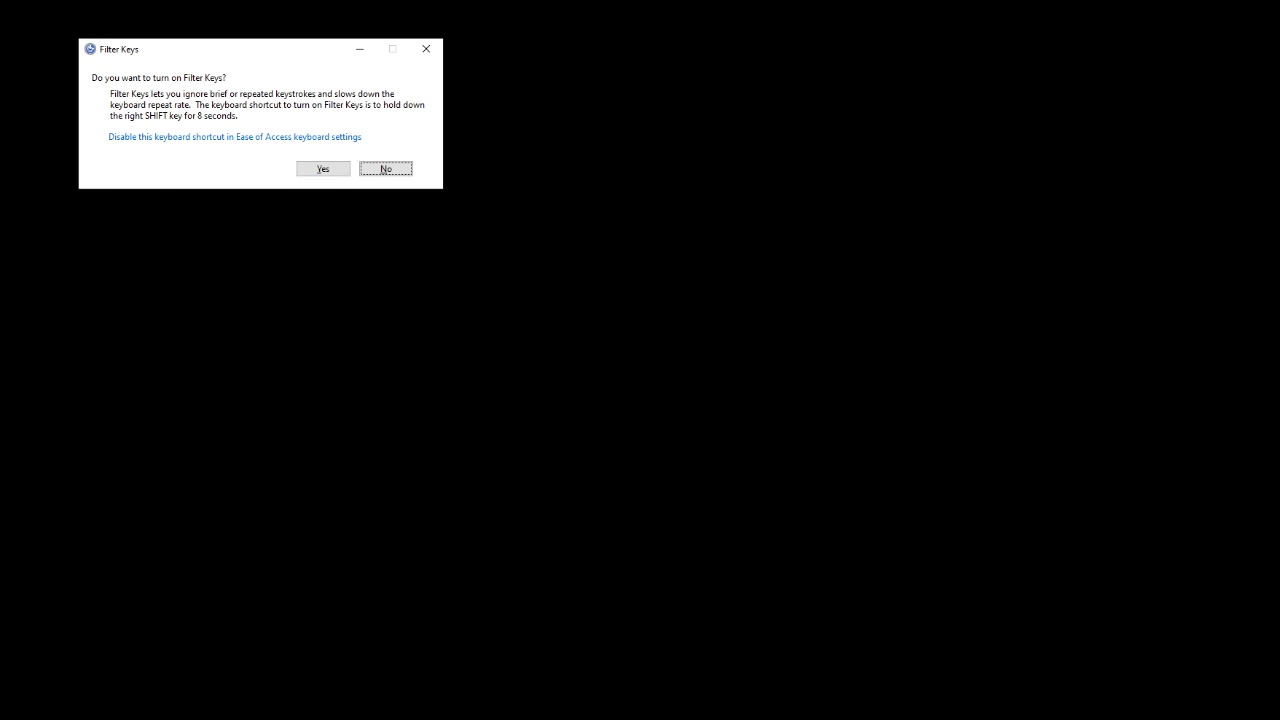 Filter Keys
Do you want to turn on Filter Keys?
Filter Keys lets you ignore brief or repeated keystrokes and slows down the
keyboard repeat rate.  The keyboard shortcut to turn on Filter Keys is to hold down
the right SHIFT key for 8 seconds.
Disable this keyboard shortcut in Ease of Access keyboard settings
Yes No